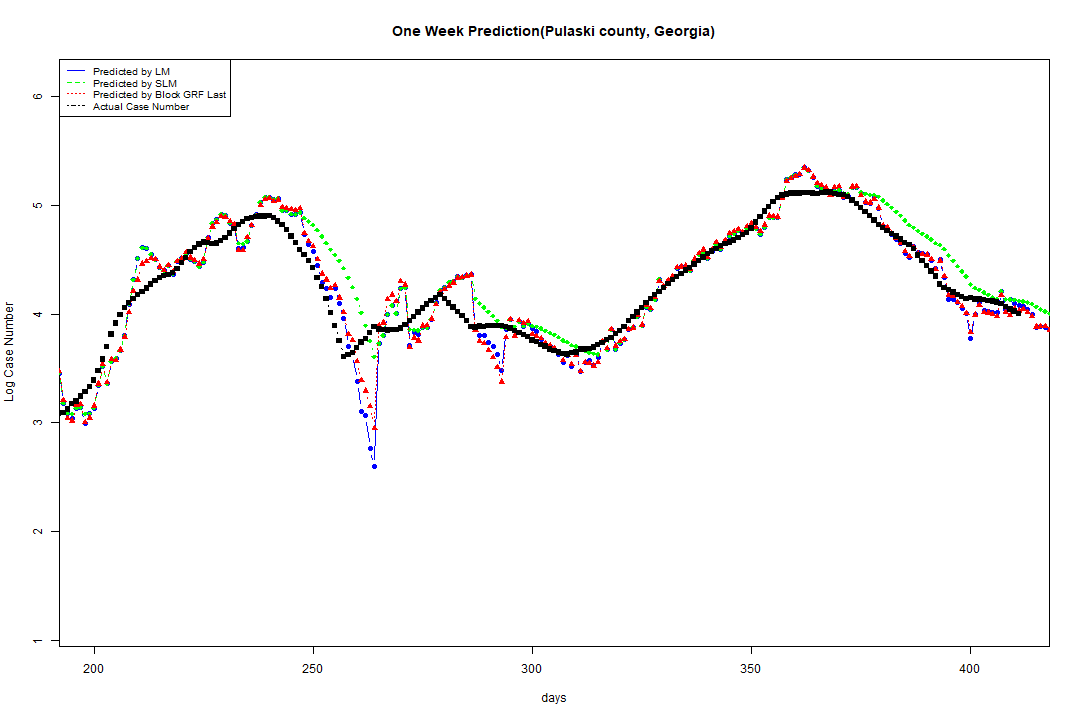 One Week Prediction(Pulaski county, Georgia)
Predicted by LM
Predicted by SLM
Predicted by Block GRF Last
Actual Case Number
Log Case Number
6
5
4
3
2
1
200 250 300 350 400
days